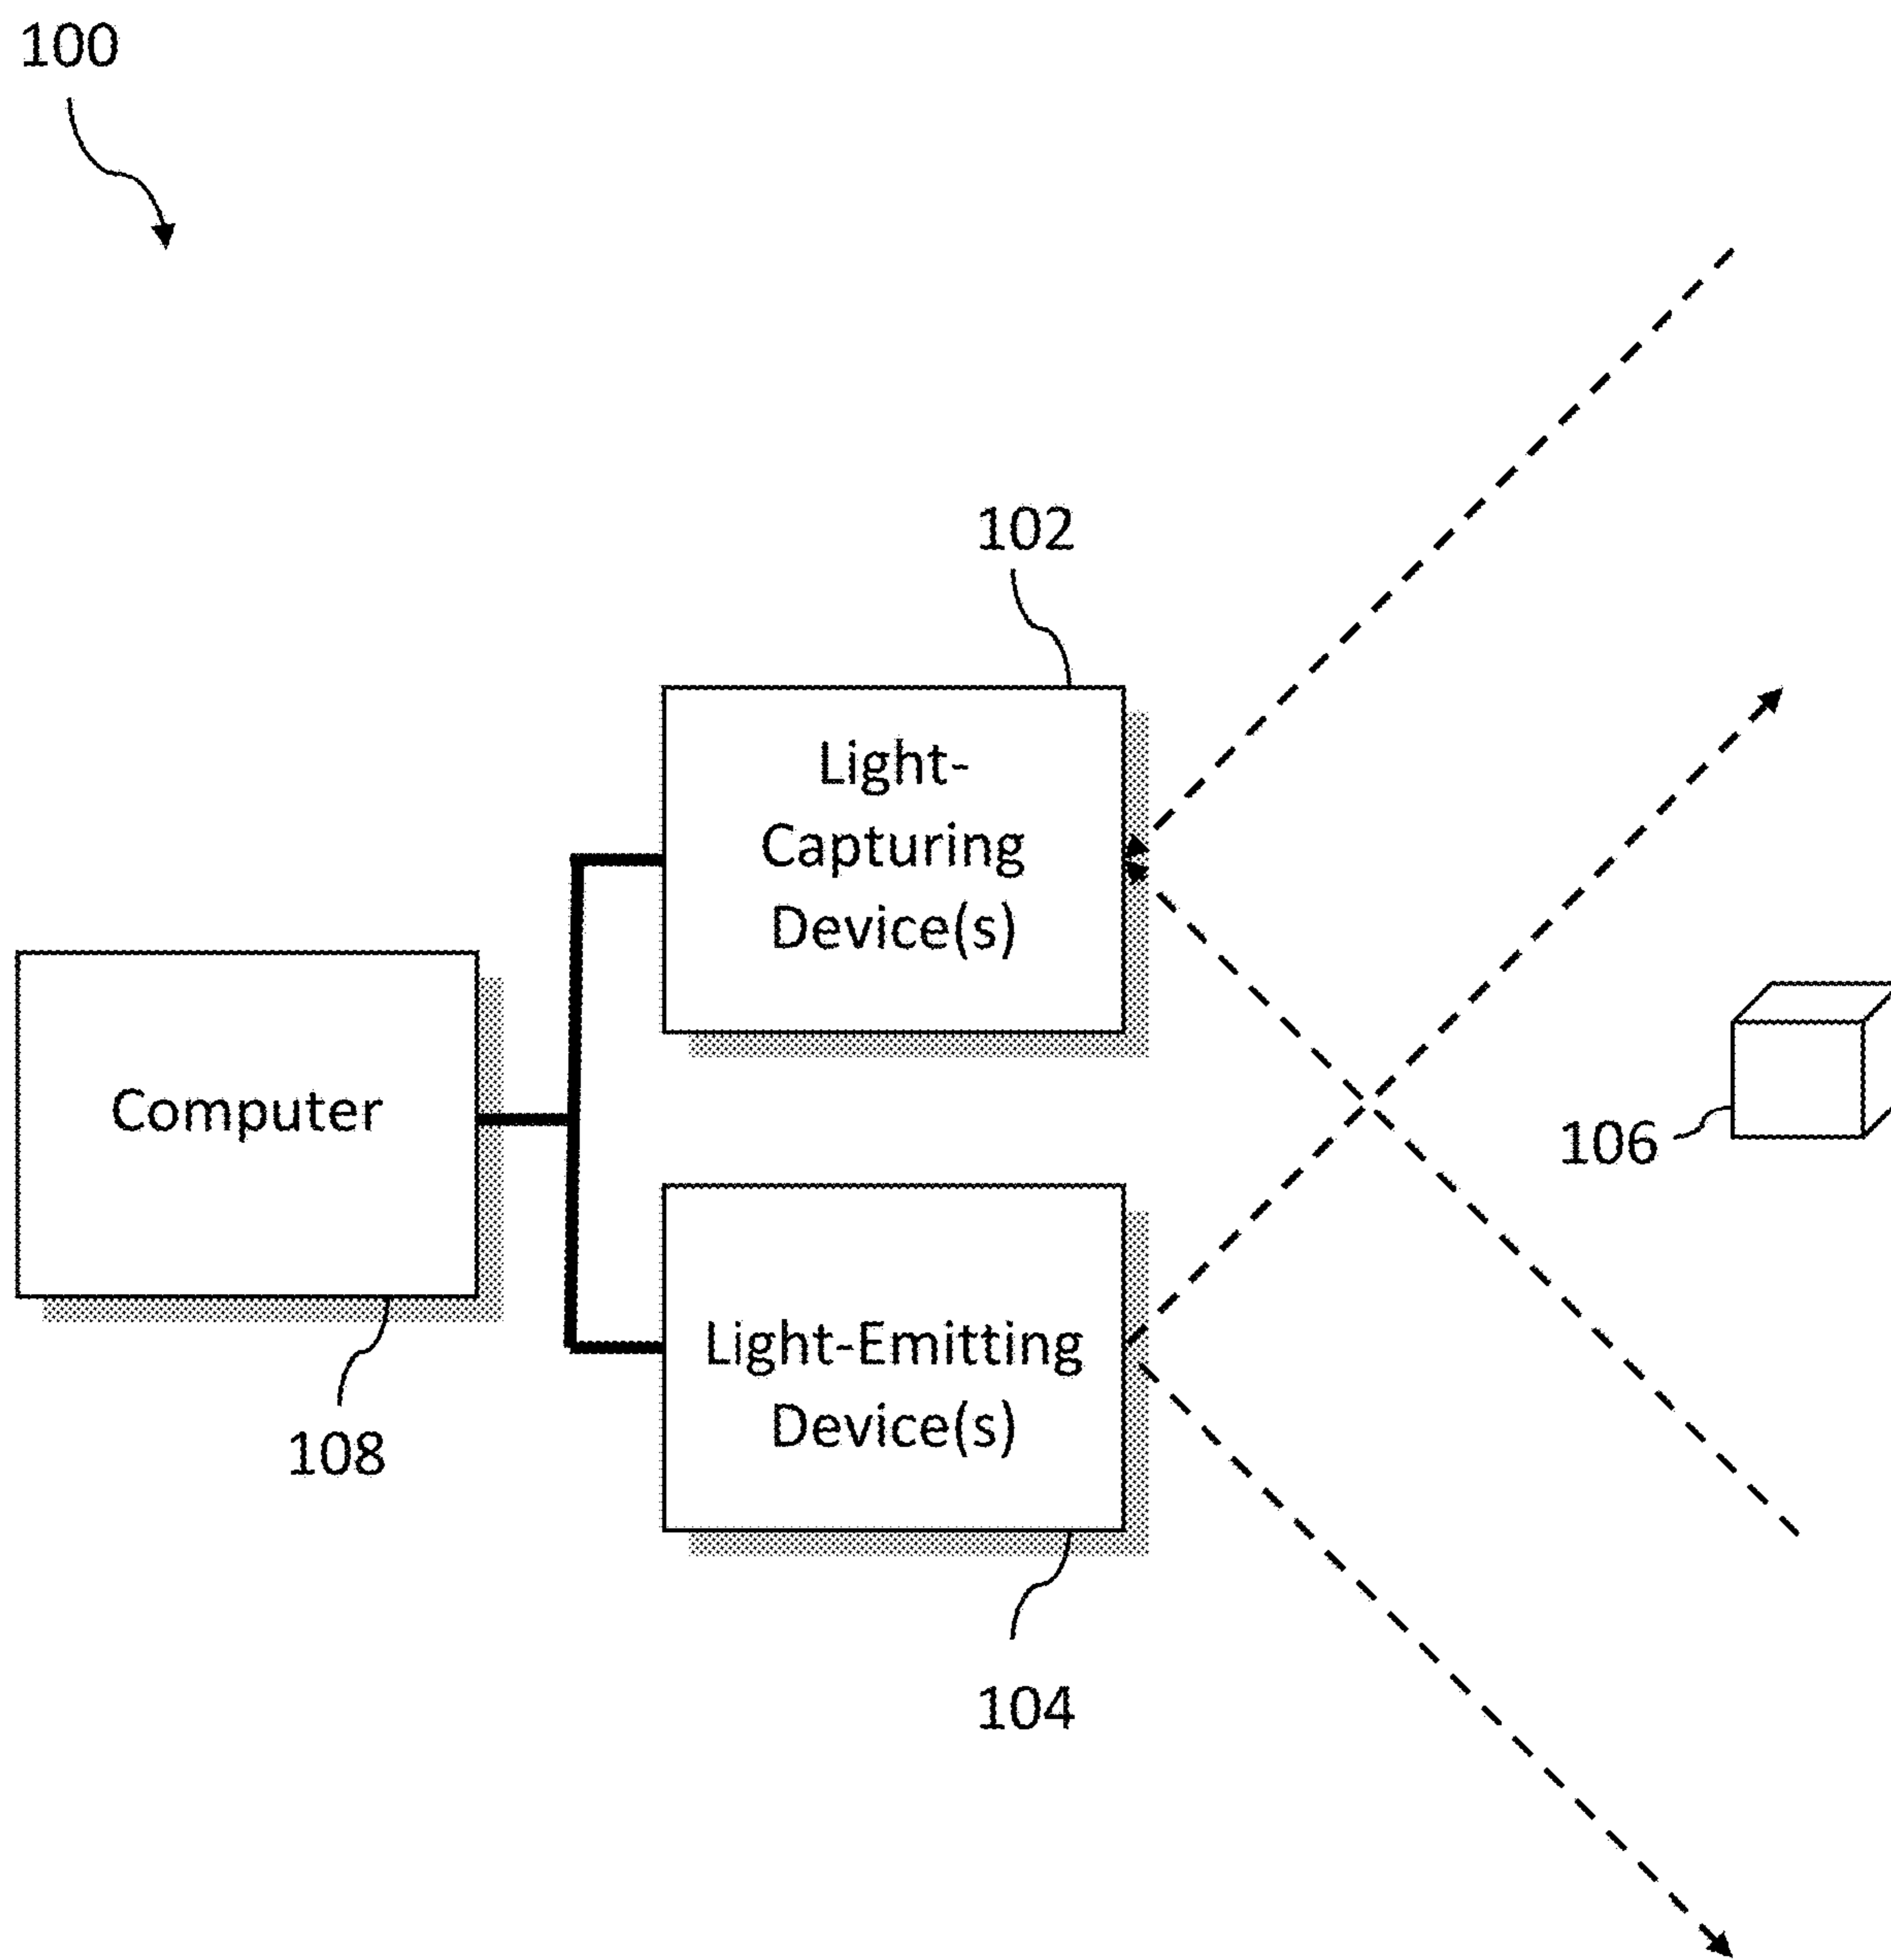 100
102
Light-
Capturing
Device(s)
Computer
106
Light-Emitting
Device(s)
108
104